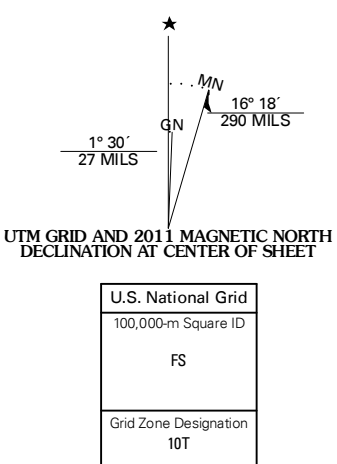 ★
MN
16° 18´
290 MILS
GN
1° 30´
27 MILS
UTM GRID AND 2011 MAGNETIC NORTH
DECLINATION AT CENTER OF SHEET
U.S. National Grid
100,000-m Square ID
FS
Grid Zone Designation
10T